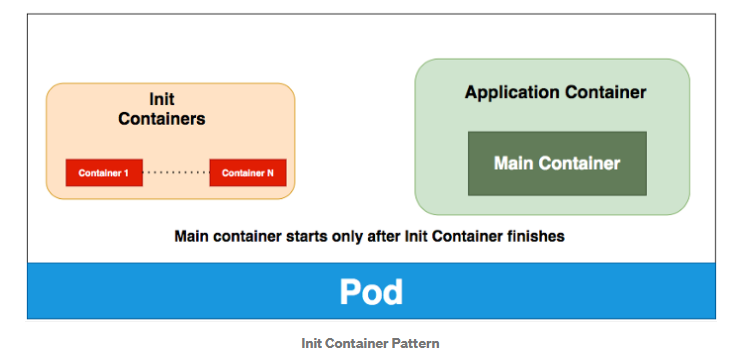 Init
Containers
Container 1
Container N
Application Container
Main Container
Main container starts only after Init Container finishes
Pod
Init Container Pattern